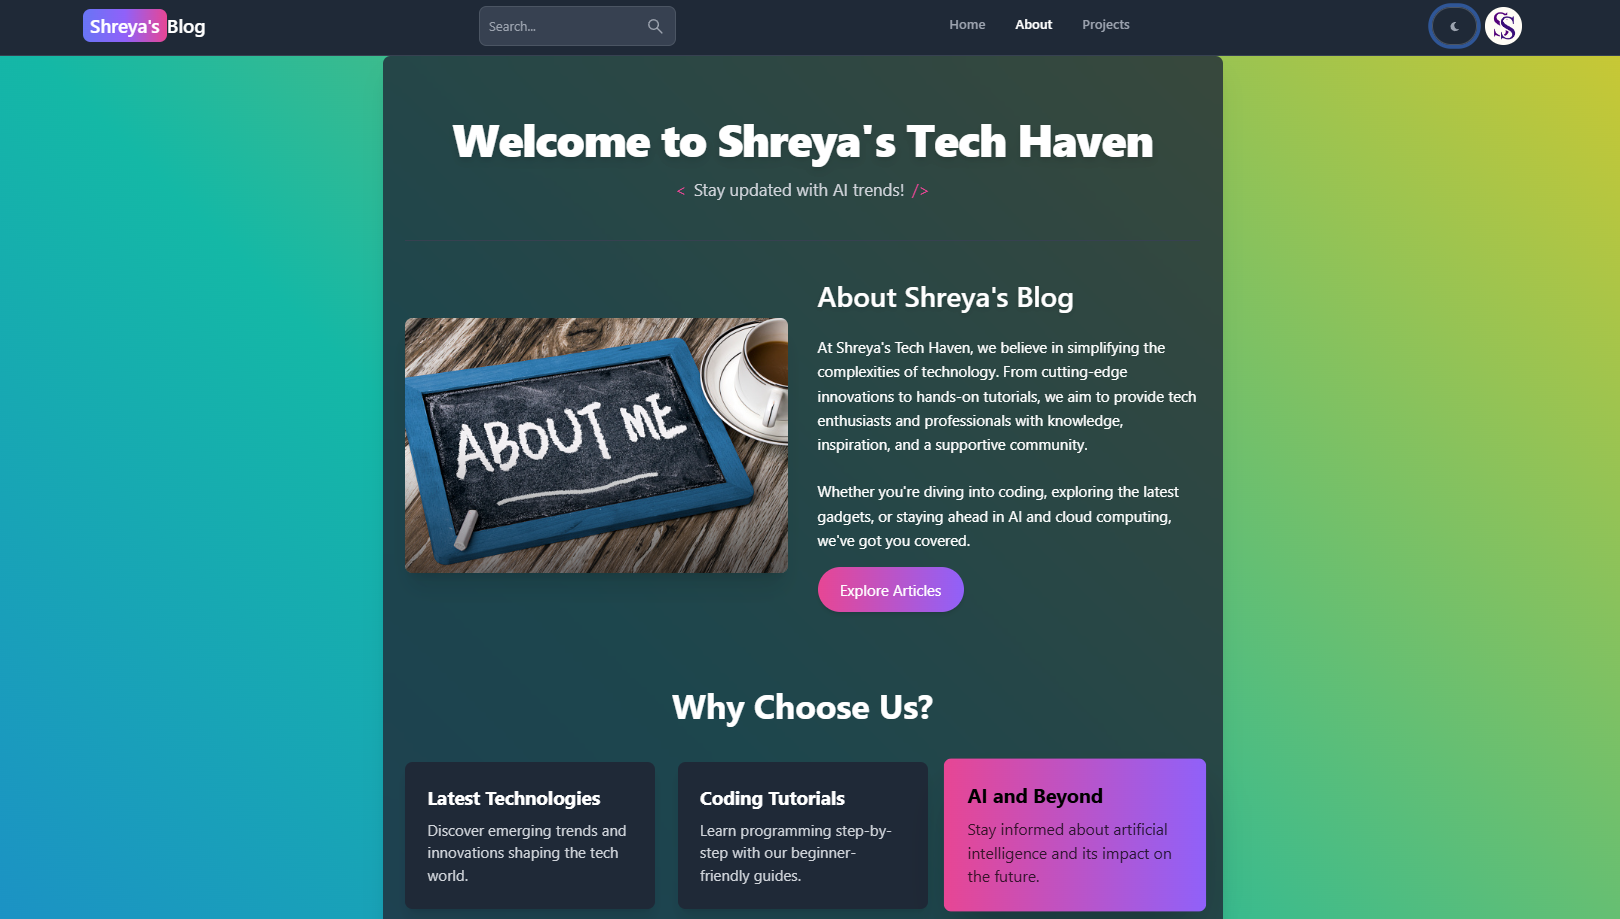 Shreya's Blog
Search...
Home
About
Projects
SS
Welcome to Shreya's Tech Haven
< Stay updated with AI trends! />
ABOUT ME
About Shreya's Blog
At Shreya's Tech Haven, we believe in simplifying the
complexities of technology. From cutting-edge
innovations to hands-on tutorials, we aim to provide tech
enthusiasts and professionals with knowledge,
inspiration, and a supportive community.
Whether you're diving into coding, exploring the latest
gadgets, or staying ahead in AI and cloud computing,
we've got you covered.
Explore Articles
Why Choose Us?
Latest Technologies
Discover emerging trends and
innovations shaping the tech
world.
Coding Tutorials
Learn programming step-by-
step with our beginner-
friendly guides.
AI and Beyond
Stay informed about artificial
intelligence and its impact on
the future.